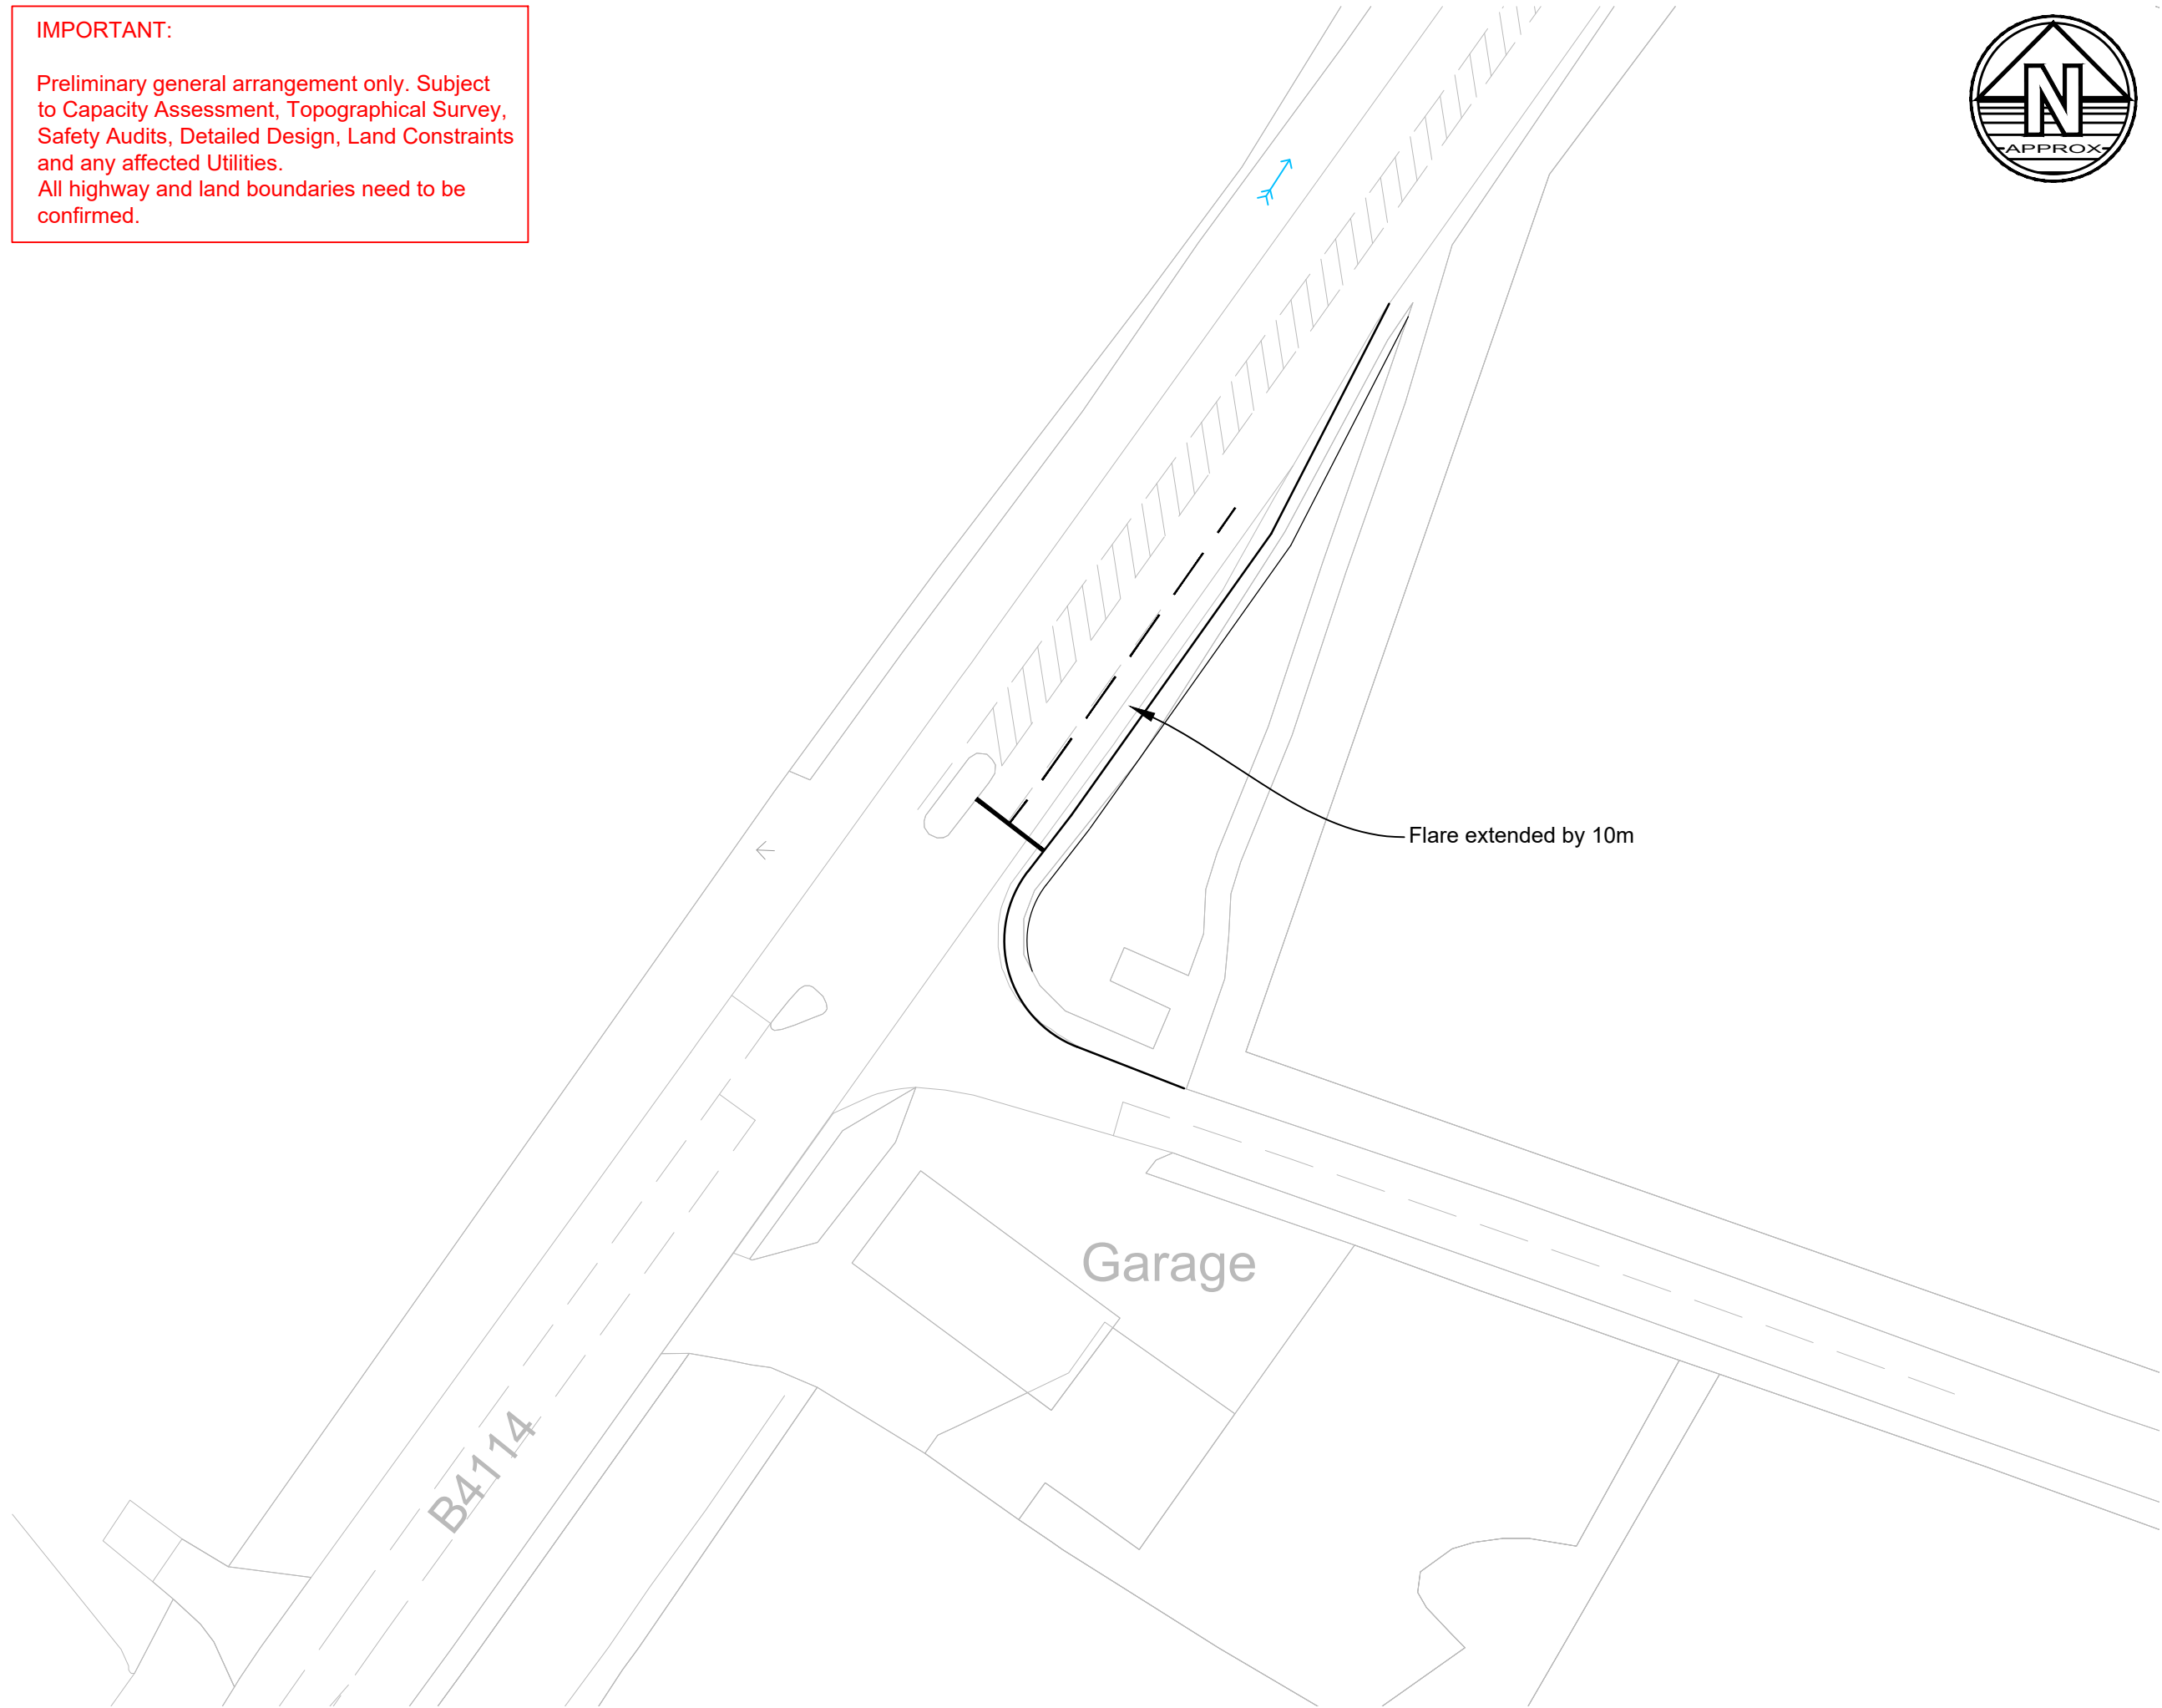 IMPORTANT:
Preliminary general arrangement only. Subject
to Capacity Assessment, Topographical Survey,
Safety Audits, Detailed Design, Land Constraints
and any affected Utilities.
All highway and land boundaries need to be
confirmed.
N
APPROX
Flare extended by 10m
Garage
B4114